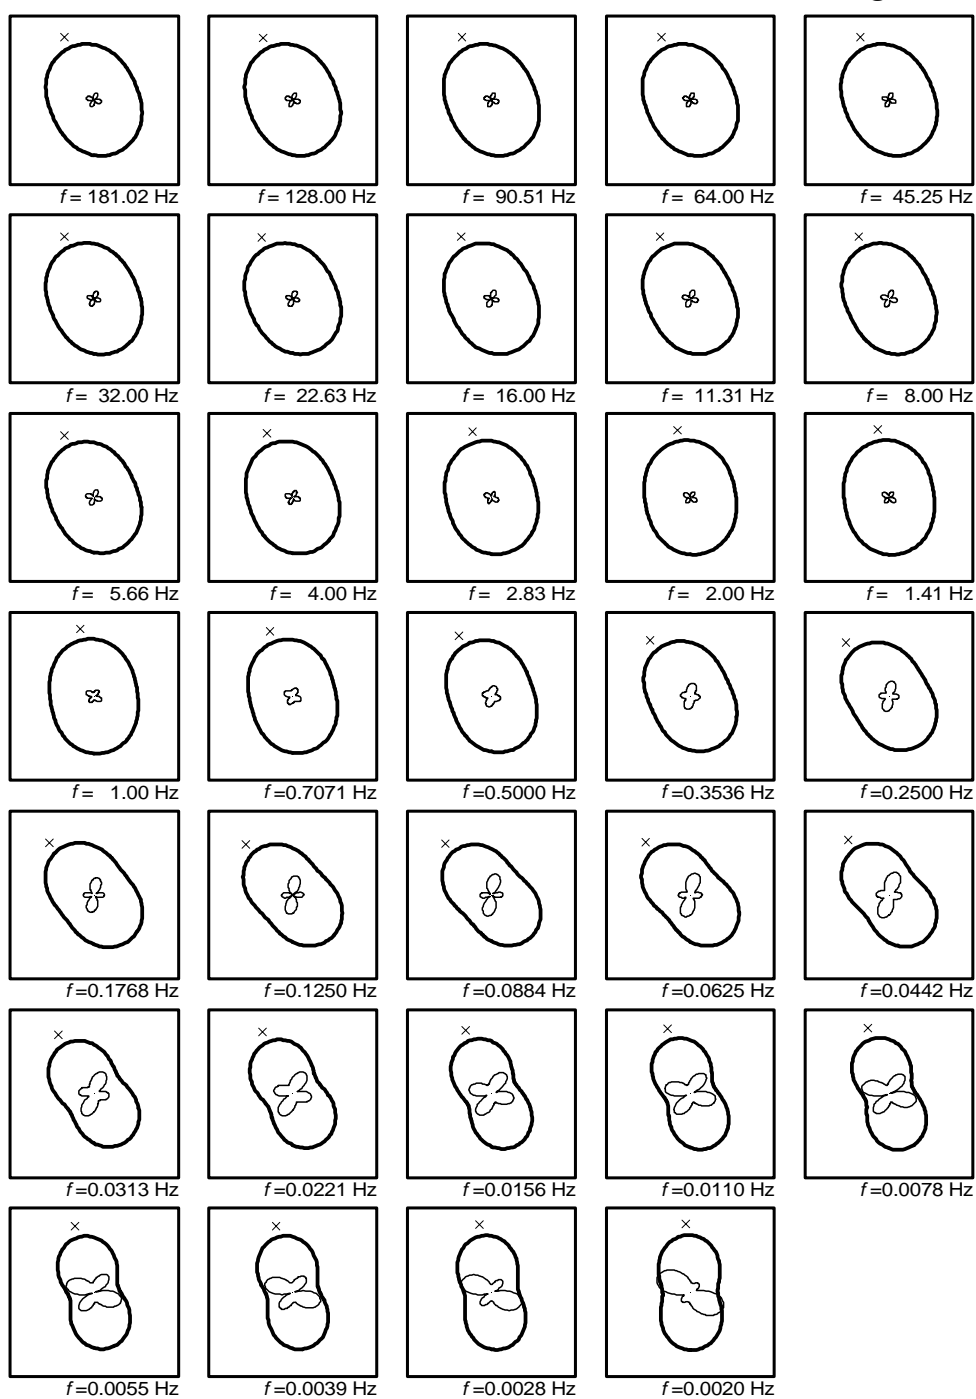 f = 181.02 Hz f = 128.00 Hz f = 90.51 Hz f = 64.00 Hz f = 45.25 Hz
f = 32.00 Hz f = 22.63 Hz f = 16.00 Hz f = 11.31 Hz f = 8.00 Hz
f = 5.66 Hz f = 4.00 Hz f = 2.83 Hz f = 2.00 Hz f = 1.41 Hz
f = 1.00 Hz f =0.7071 Hz f =0.5000 Hz f =0.3536 Hz f =0.2500 Hz
f =0.1768 Hz f =0.1250 Hz f =0.0884 Hz f =0.0625 Hz f =0.0442 Hz
f =0.0313 Hz f =0.0221 Hz f =0.0156 Hz f =0.0110 Hz f =0.0078 Hz
f =0.0055 Hz f =0.0039 Hz f =0.0028 Hz f =0.0020 Hz